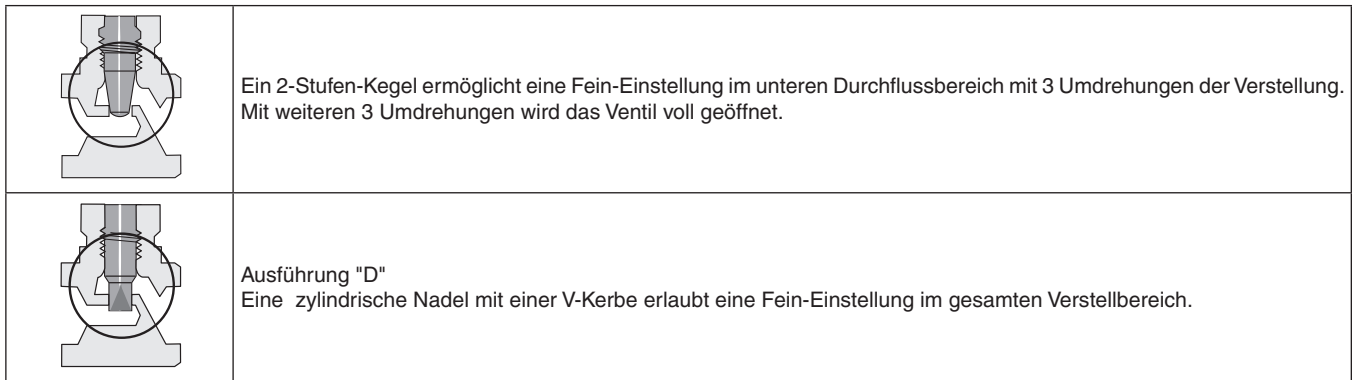 Ein 2-Stufen-Kegel ermöglicht eine Fein-Einstellung im unteren Durchflussbereich mit 3 Umdrehungen der Verstellung.
Mit weiteren 3 Umdrehungen wird das Ventil voll geöffnet.
Ausführung "D"
Eine zylindrische Nadel mit einer V-Kerbe erlaubt eine Fein-Einstellung im gesamten Verstellbereich.